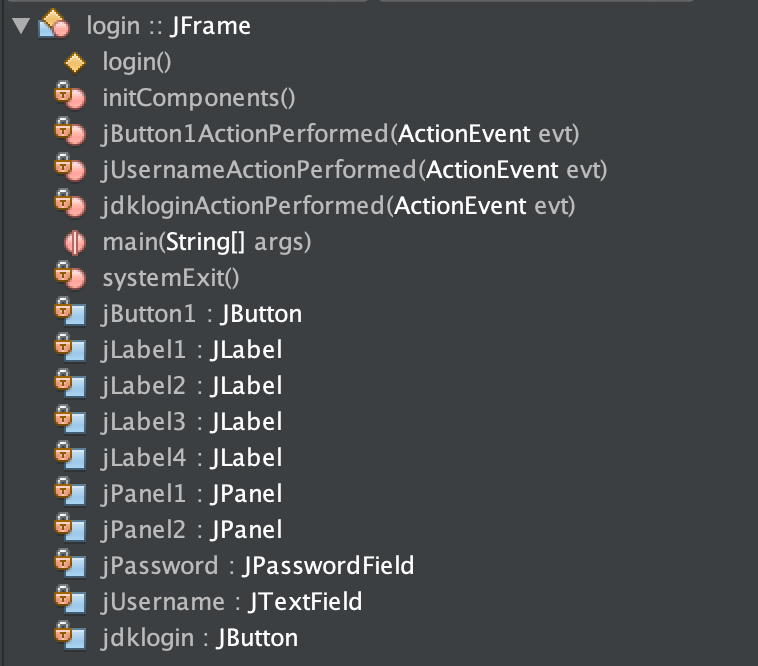 login :: JFrame
login()
initComponents()
jButton1ActionPerformed(ActionEvent evt)
jUsernameActionPerformed(ActionEvent evt)
jdkloginActionPerformed(ActionEvent evt)
main(String[] args)
systemExit()
jButton1 : JButton
jLabel1 : JLabel
jLabel2 : JLabel
jLabel3 : JLabel
jLabel4 : JLabel
jPanel1 : JPanel
jPanel2 : JPanel
jPassword : JPasswordField
jUsername : JTextField
jdklogin : JButton